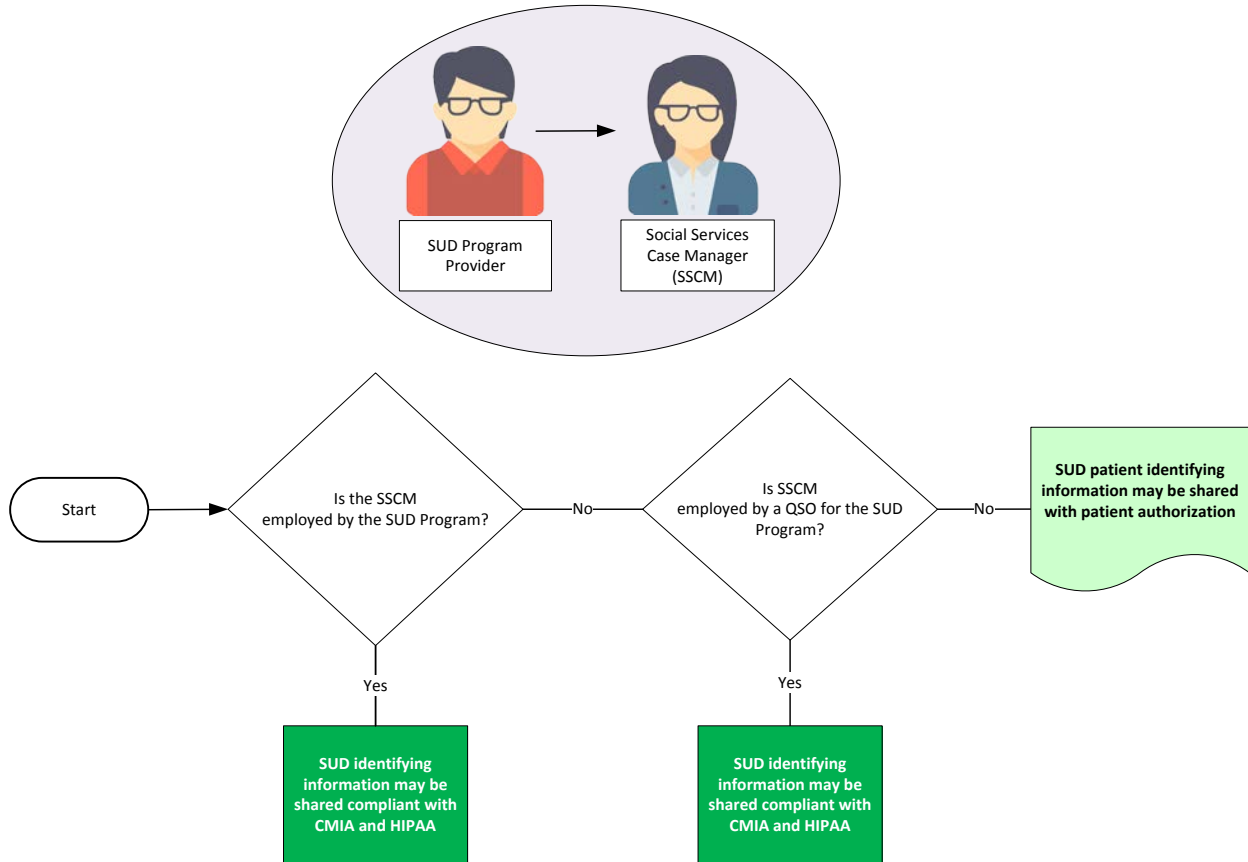 SUD Program
Provider
Social Services
Case Manager
(SSCM)
Start
Is the SSCM
employed by the SUD Program?
No
Is SSCM
employed by a QSO for the SUD
Program?
No
SUD patient identifying
information may be shared
with patient authorization
Yes
Yes
SUD identifying
information may be
shared compliant with
CMIA and HIPAA
SUD identifying
information may be
shared compliant with
CMIA and HIPAA